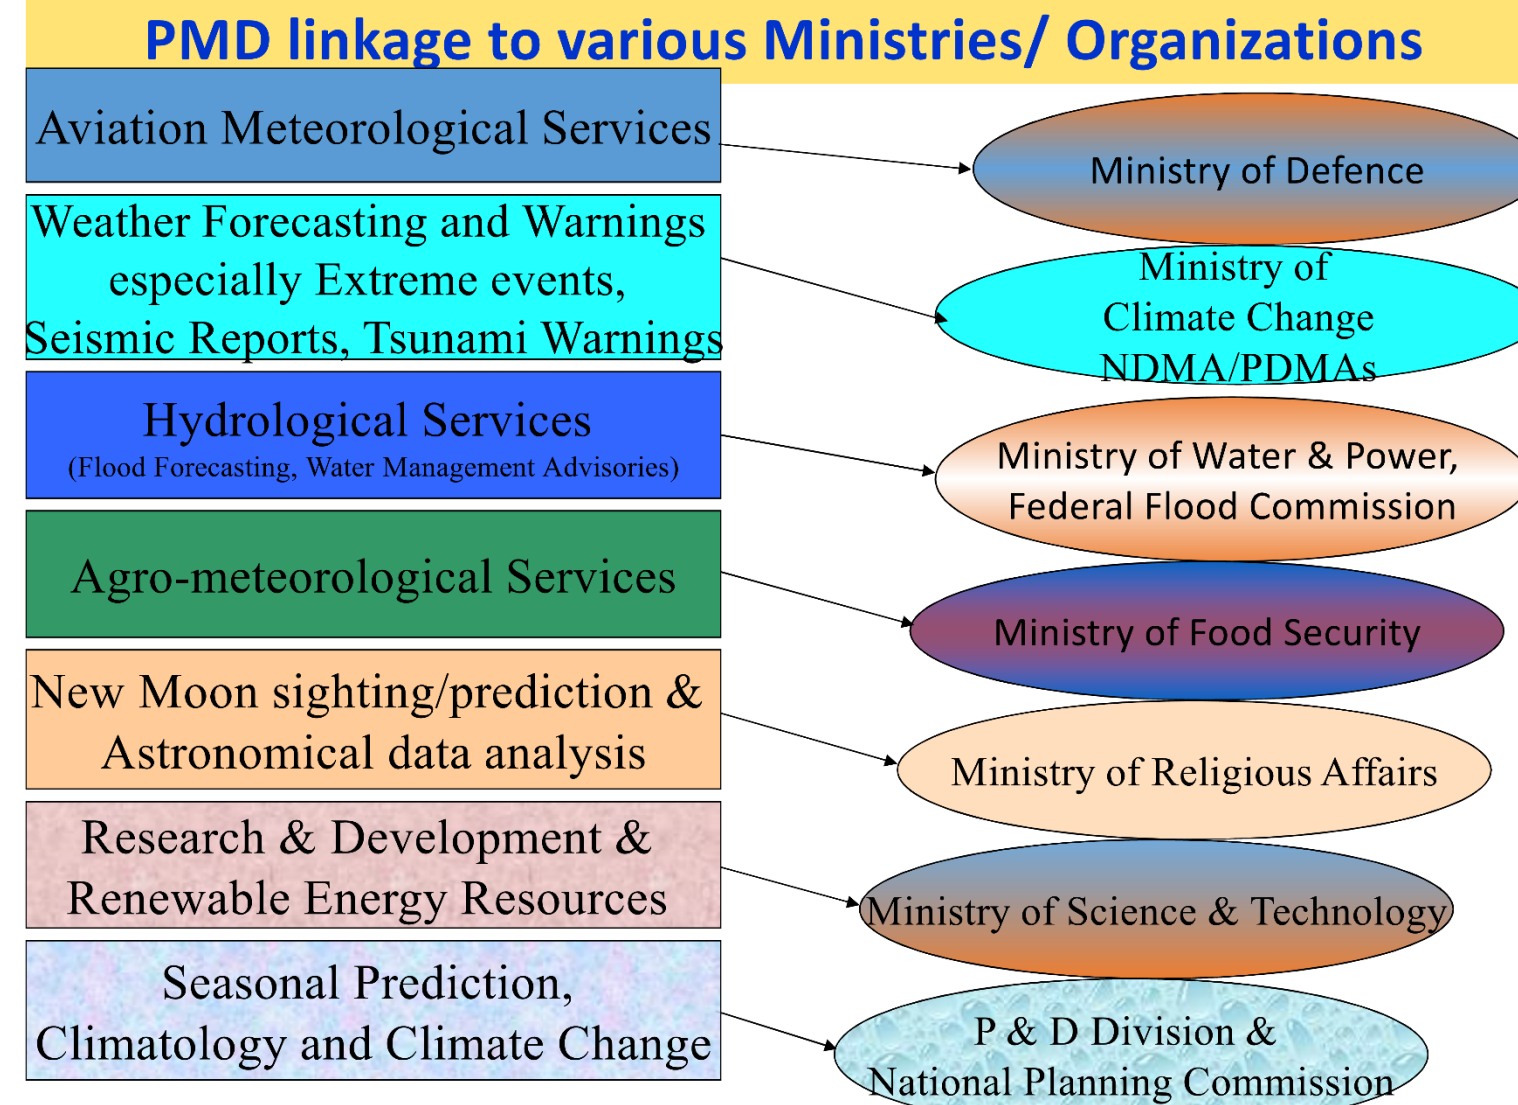 PMD linkage to various Ministries/ Organizations
Aviation Meteorological Services
Ministry of Defence
Weather Forecasting and Warnings
especially Extreme events,
Seismic Reports, Tsunami Warnings
Ministry of
Climate Change
NDMA/PDMAs
Hydrological Services
(Flood Forecasting, Water Management Advisories)
Ministry of Water & Power,
Federal Flood Commission
Agro-meteorological Services
Ministry of Food Security
New Moon sighting/prediction &
Astronomical data analysis
Ministry of Religious Affairs
Research & Development &
Renewable Energy Resources
Ministry of Science & Technology
Seasonal Prediction,
Climatology and Climate Change
P & D Division &
National Planning Commission